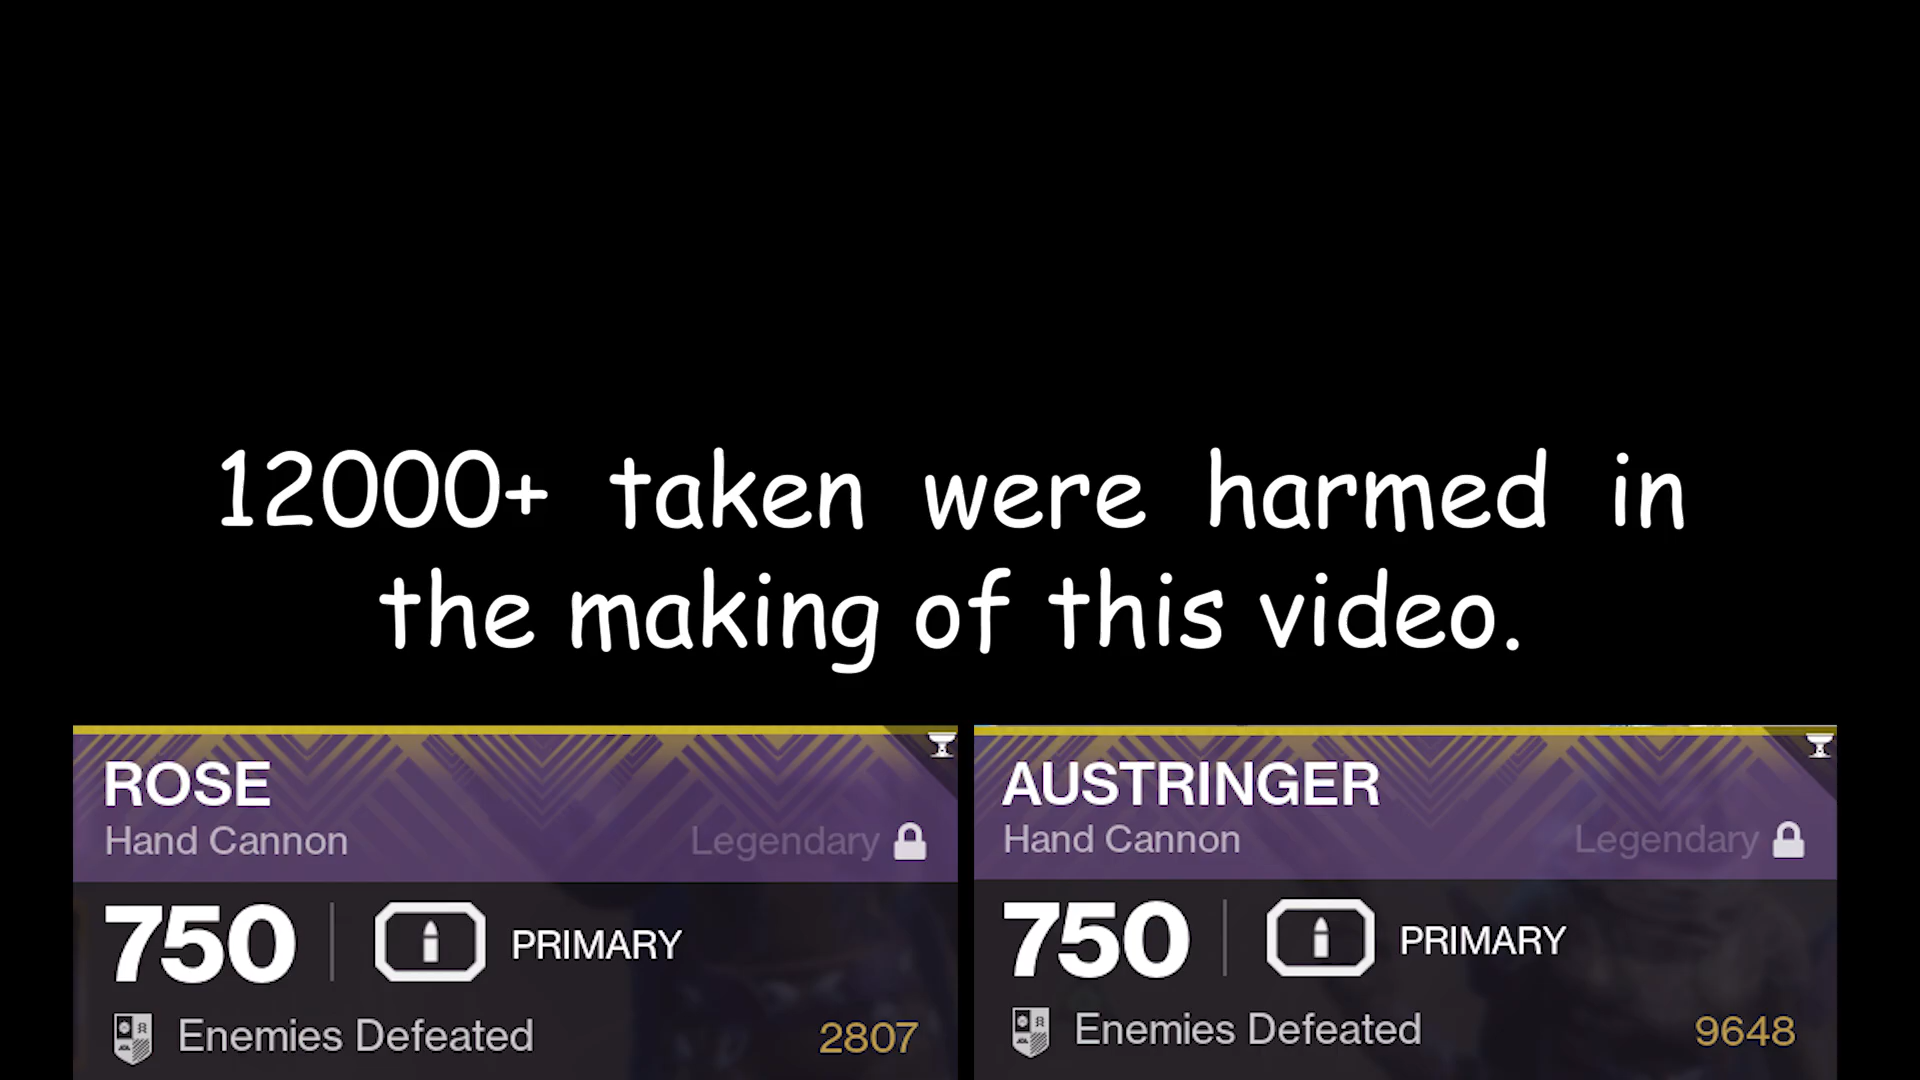 12000+ taken were harmed in
the making of this video.
ROSE
Hand Cannon
Legendary
750
PRIMARY
Enemies Defeated
2807
AUSTRINGER
Hand Cannon
Legendary
750
PRIMARY
Enemies Defeated
9648